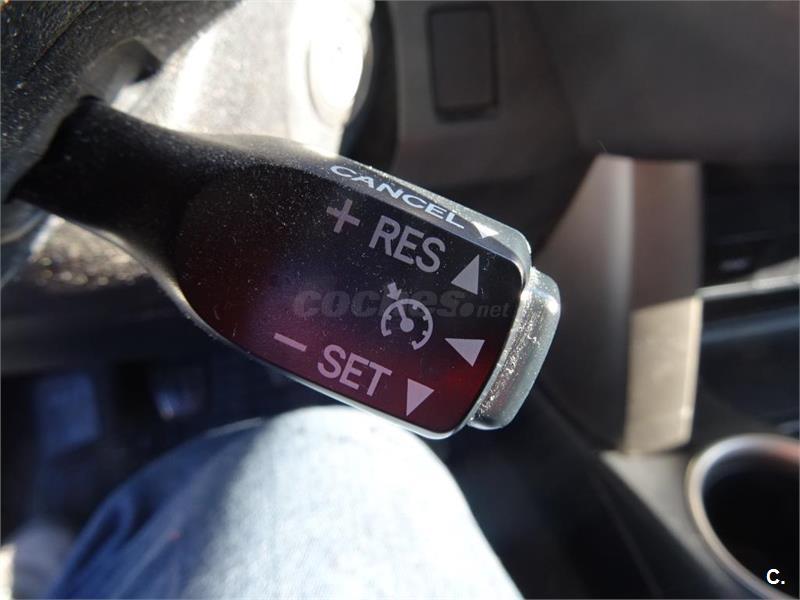 CANCEL
+ RES
coches.net
− SET
C.